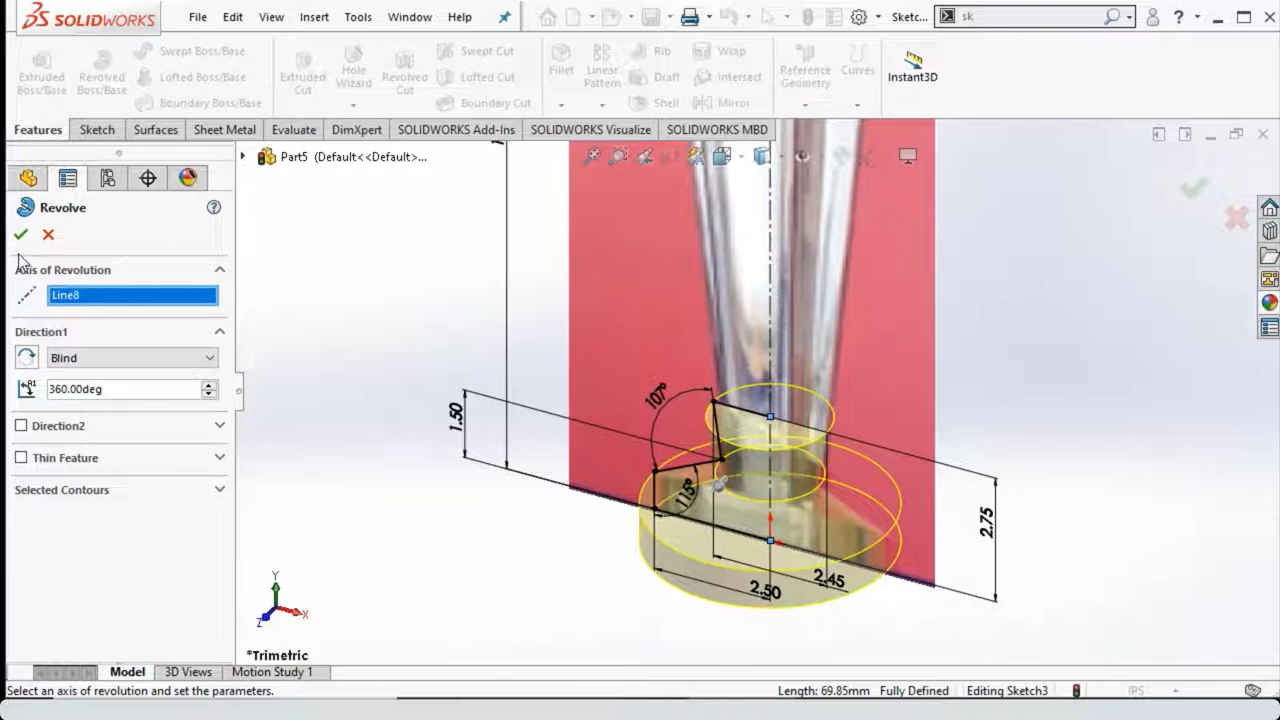 SOLIDWORKS File Edit View Insert Tools Window Help Sketc... sk ?
Extruded Boss/Base
Revolved Boss/Base
Swept Boss/Base
Lofted Boss/Base
Boundary Boss/Base
Extruded Cut
Hole Wizard
Revolved Cut
Swept Cut
Lofted Cut
Boundary Cut
Fillet
Linear Pattern
Rib
Draft
Shell
Wrap
Intersect
Mirror
Reference Geometry
Curves
Instant3D
Features Sketch Surfaces Sheet Metal Evaluate DimXpert SOLIDWORKS Add-Ins SOLIDWORKS Visualize SOLIDWORKS MBD
Part5 (Default<<Default>...
Revolve
Axis of Revolution
Line8
Direction1
Blind
360.00deg
Direction2
Thin Feature
Selected Contours
107°
1.50
115°
2.75
2.45
2.50
Y
X
Z
*Trimetric
Model 3D Views Motion Study 1
Select an axis of revolution and set the parameters. Length: 69.85mm Fully Defined Editing Sketch3 IPS